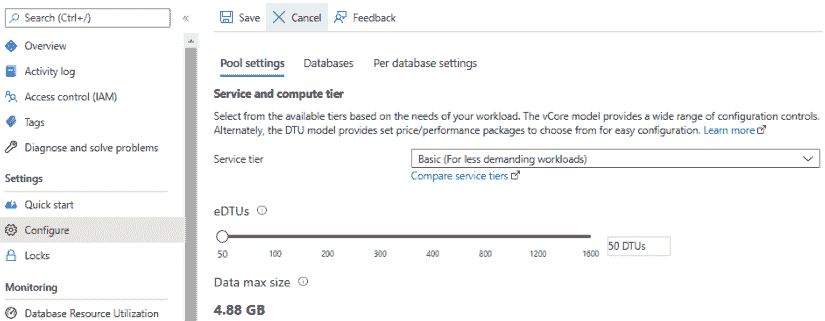 Search (Ctrl+/)
«
Overview
Activity log
Access control (IAM)
Tags
Diagnose and solve problems
Settings
Quick start
Configure
Locks
Monitoring
Database Resource Utilization
Save Cancel Feedback
Pool settings Databases Per database settings
Service and compute tier
Select from the available tiers based on the needs of your workload. The vCore model provides a wide range of configuration controls.
Alternately, the DTU model provides set price/performance packages to choose from for easy configuration. Learn more
Service tier Basic (For less demanding workloads)
Compare service tiers
eDTUs
50 100 200 300 400 800 1200 1600 50 DTUs
Data max size
4.88 GB